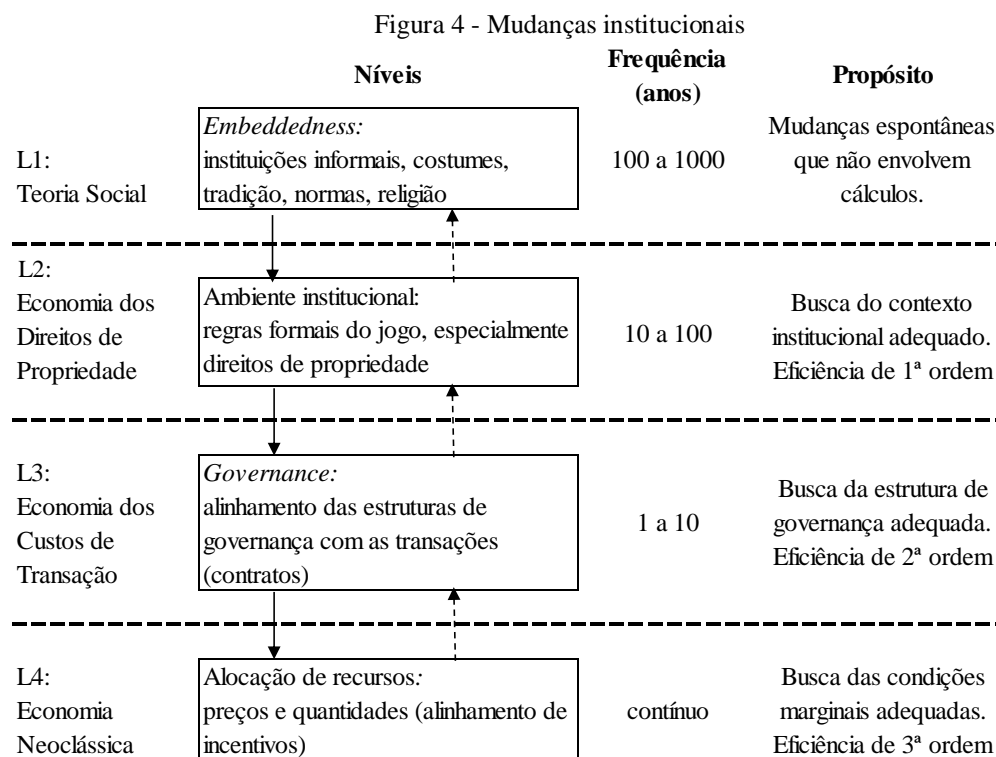 Figura 4 - Mudanças institucionais
Níveis
Frequência
(anos)
Propósito
L1:
Teoria Social
Embeddedness:
instituições informais, costumes,
tradição, normas, religião
100 a 1000
Mudanças espontâneas
que não envolvem
cálculos.
L2:
Economia dos
Direitos de
Propriedade
Ambiente institucional:
regras formais do jogo, especialmente
direitos de propriedade
10 a 100
Busca do contexto
institucional adequado.
Eficiência de 1ª ordem
L3:
Economia dos
Custos de
Transação
Governance:
alinhamento das estruturas de
governança com as transações
(contratos)
1 a 10
Busca da estrutura de
governança adequada.
Eficiência de 2ª ordem
L4:
Economia
Neoclássica
Alocação de recursos:
preços e quantidades (alinhamento de
incentivos)
contínuo
Busca das condições
marginais adequadas.
Eficiência de 3ª ordem